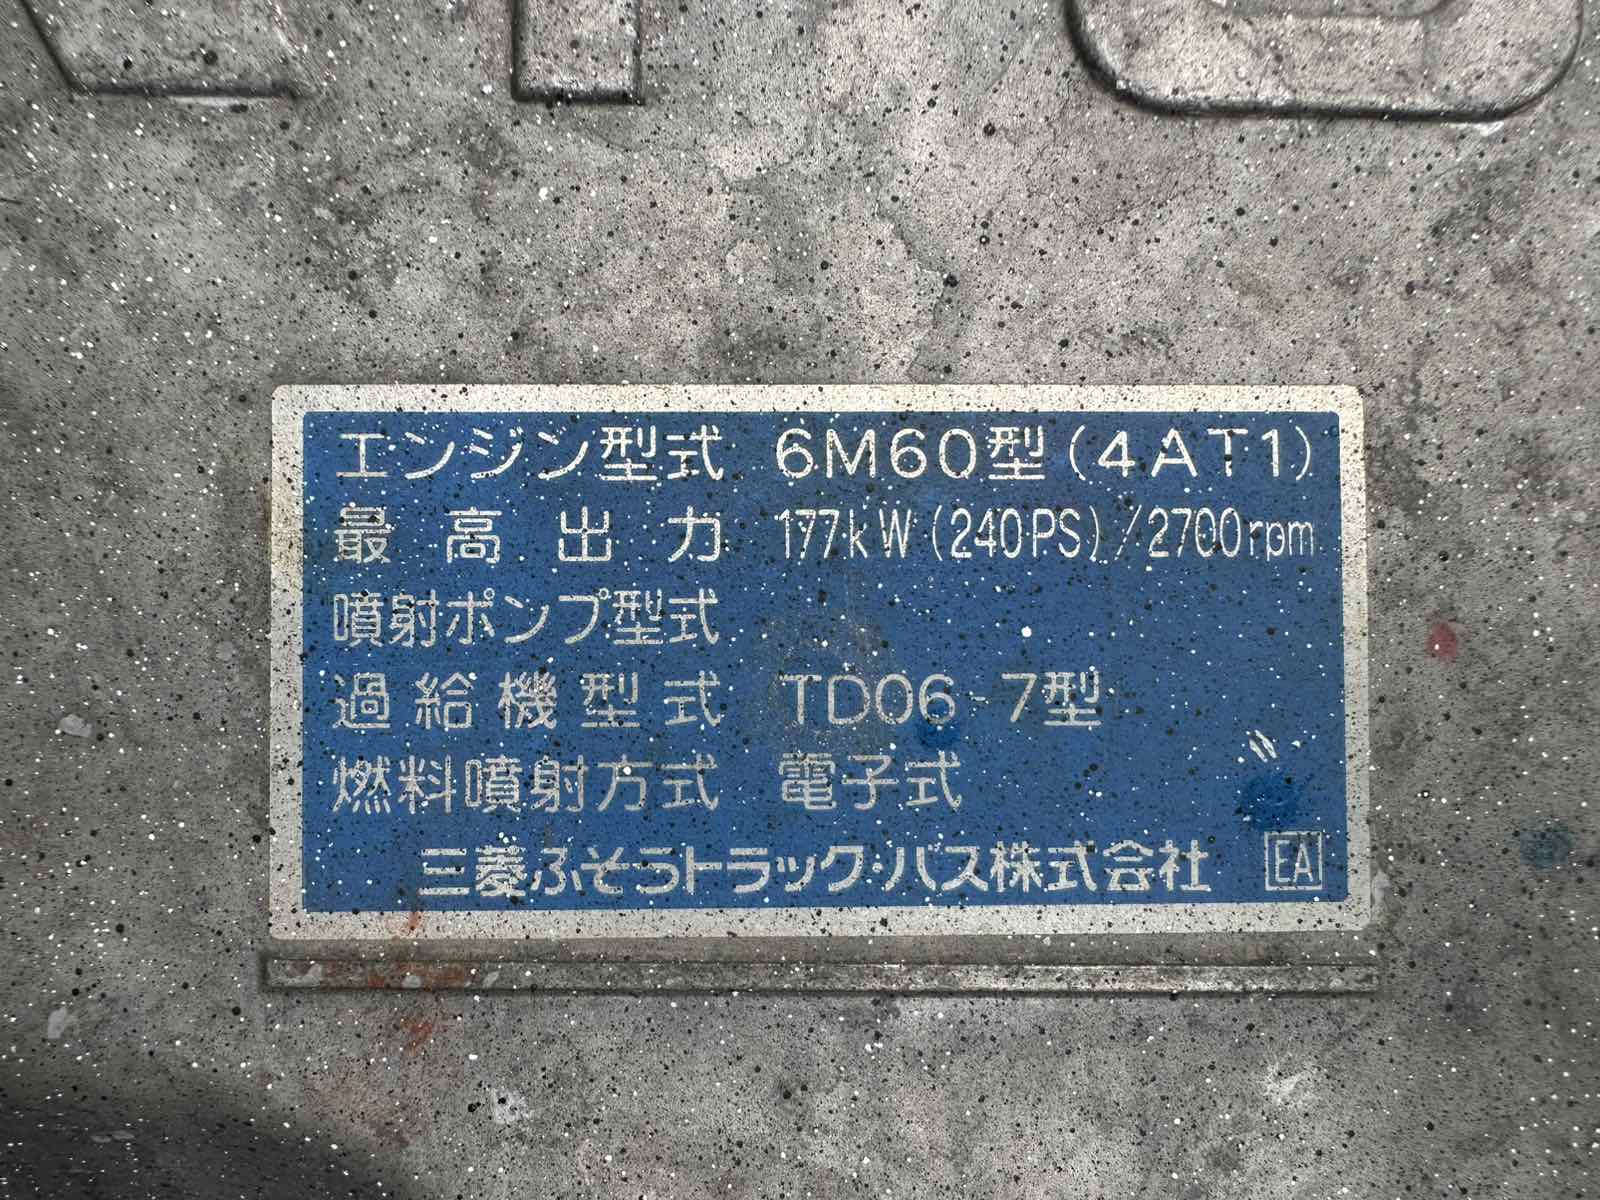 エンジン型式 6M60型(4AT1)
最高出力 177kW(240PS)/2700rpm
噴射ポンプ型式
過給機型式 TD06-7型
燃料噴射方式 電子式
三菱ふそうトラック・バス株式会社 EA